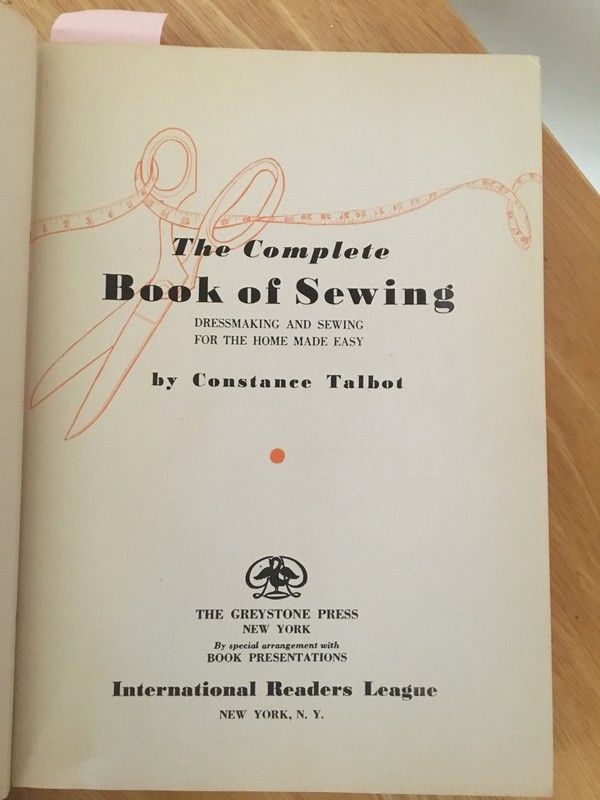 The Complete
Book of Sewing
DRESSMAKING AND SEWING
FOR THE HOME MADE EASY
by Constance Talbot
THE GREYSTONE PRESS
NEW YORK
By special arrangement with
BOOK PRESENTATIONS
International Readers League
NEW YORK, N. Y.